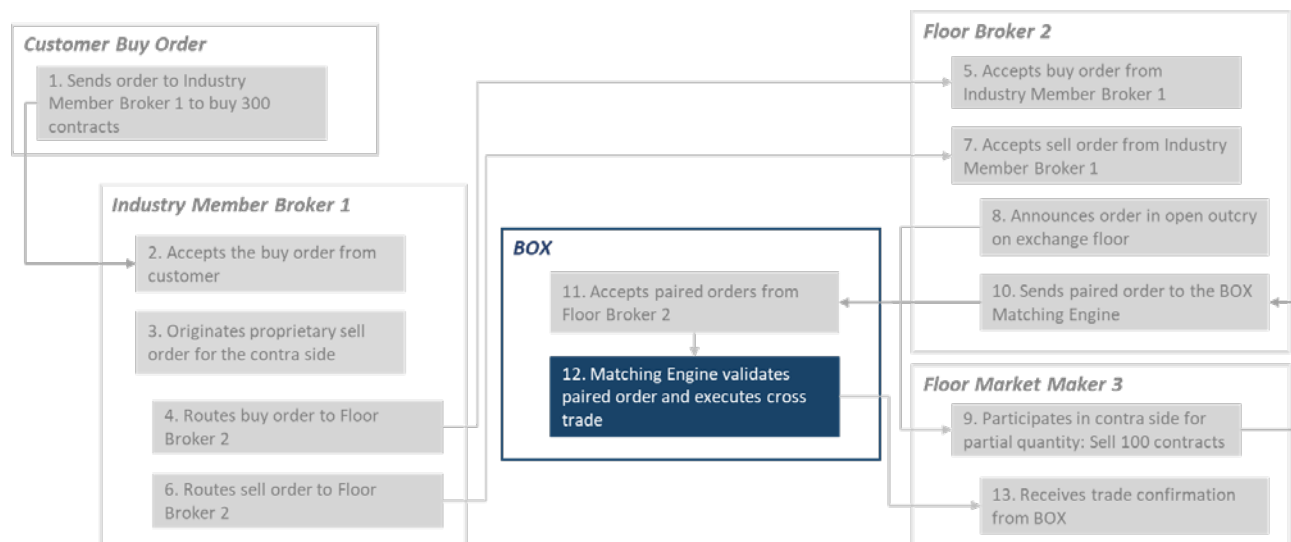 Customer Buy Order
1. Sends order to Industry
Member Broker 1 to buy 300
contracts
Industry Member Broker 1
2. Accepts the buy order from
customer
3. Originates proprietary sell
order for the contra side
4. Routes buy order to Floor
Broker 2
6. Routes sell order to Floor
Broker 2
BOX
11. Accepts paired orders from
Floor Broker 2
12. Matching Engine validates
paired order and executes cross
trade
Floor Broker 2
5. Accepts buy order from
Industry Member Broker 1
7. Accepts sell order from Industry
Member Broker 1
8. Announces order in open outcry
on exchange floor
10. Sends paired order to the BOX
Matching Engine
Floor Market Maker 3
9. Participates in contra side for
partial quantity: Sell 100 contracts
13. Receives trade confirmation
from BOX